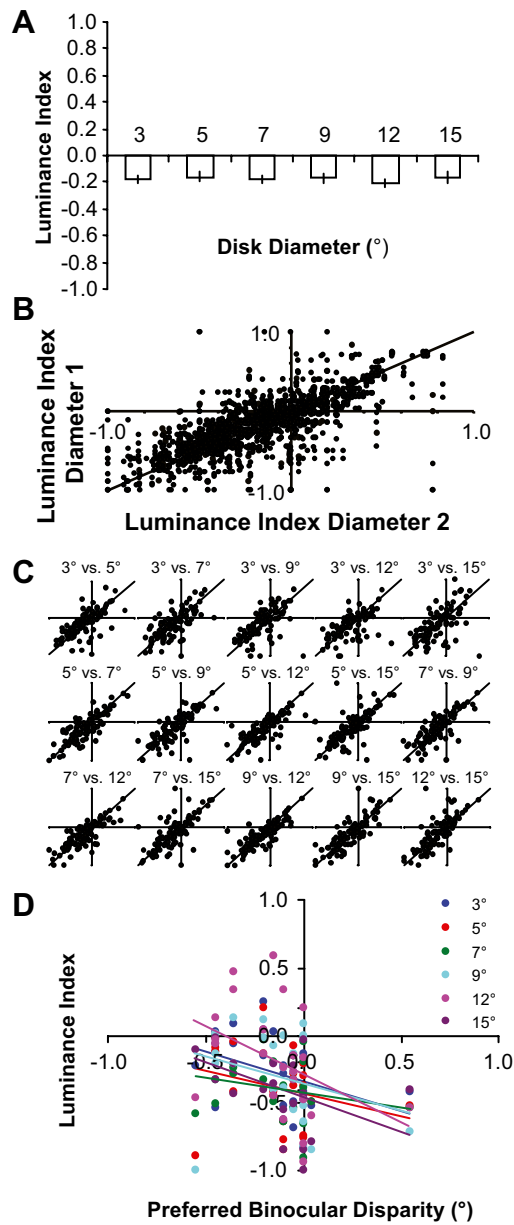 A
Luminance Index
1.0
0.8
0.6
0.4
0.2
0.0
-0.2
-0.4
-0.6
-0.8
-1.0
3 5 7 9 12 15
Disk Diameter (°)
B
Luminance Index
Diameter 1
1.0
-1.0 1.0
-1.0
Luminance Index Diameter 2
C
3° vs. 5° 3° vs. 7° 3° vs. 9° 3° vs. 12° 3° vs. 15°
5° vs. 7° 5° vs. 9° 5° vs. 12° 5° vs. 15° 7° vs. 9°
7° vs. 12° 7° vs. 15° 9° vs. 12° 9° vs. 15° 12° vs. 15°
D
Luminance Index
1.0
0.5
0.0
-1.0 -0.5 0.0 0.5 1.0
-0.5
-1.0
3°
5°
7°
9°
12°
15°
Preferred Binocular Disparity (°)